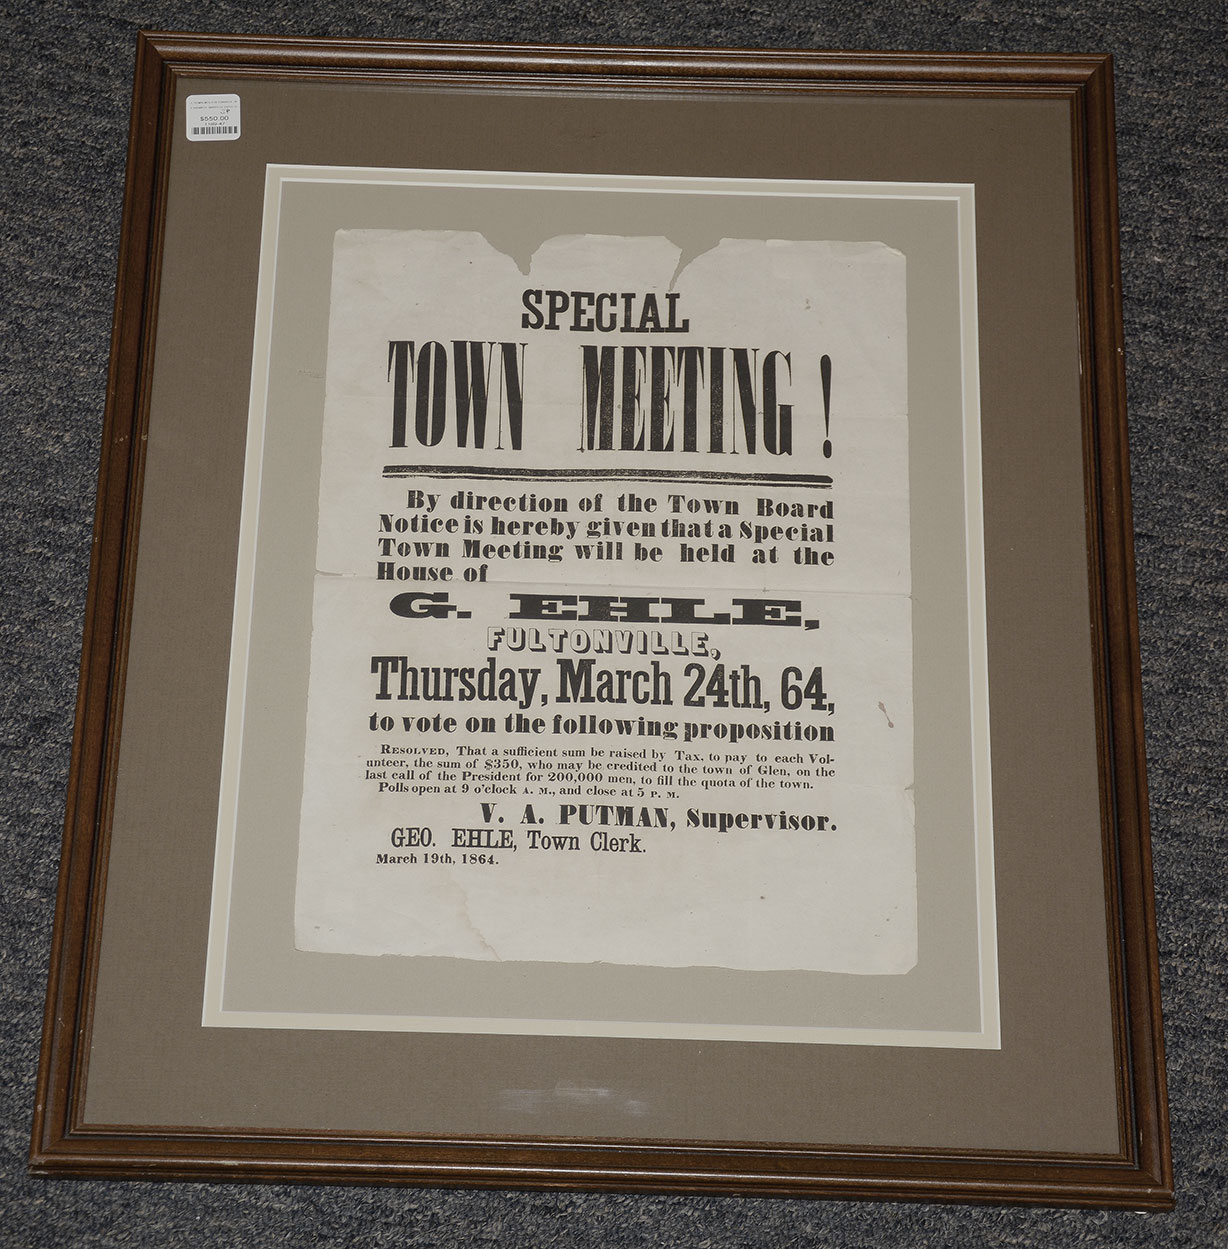 $550.00
SPECIAL
TOWN MEETING!
By direction of the Town Board
Notice is hereby given that a Special
Town Meeting will be held at the
House of
G. EHLE,
FULTONVILLE,
Thursday, March 24th, 64,
to vote on the following proposition
RESOLVED, That a sufficient sum be raised by Tax, to pay to each Vol-
unteer, the sum of $350, who may be credited to the town of Glen, on the
last call of the President for 200,000 men, to fill the quota of the town.
Polls open at 9 o'clock A. M., and close at 5 P. M.
V. A. PUTMAN, Supervisor.
GEO. EHLE, Town Clerk.
March 19th, 1864.